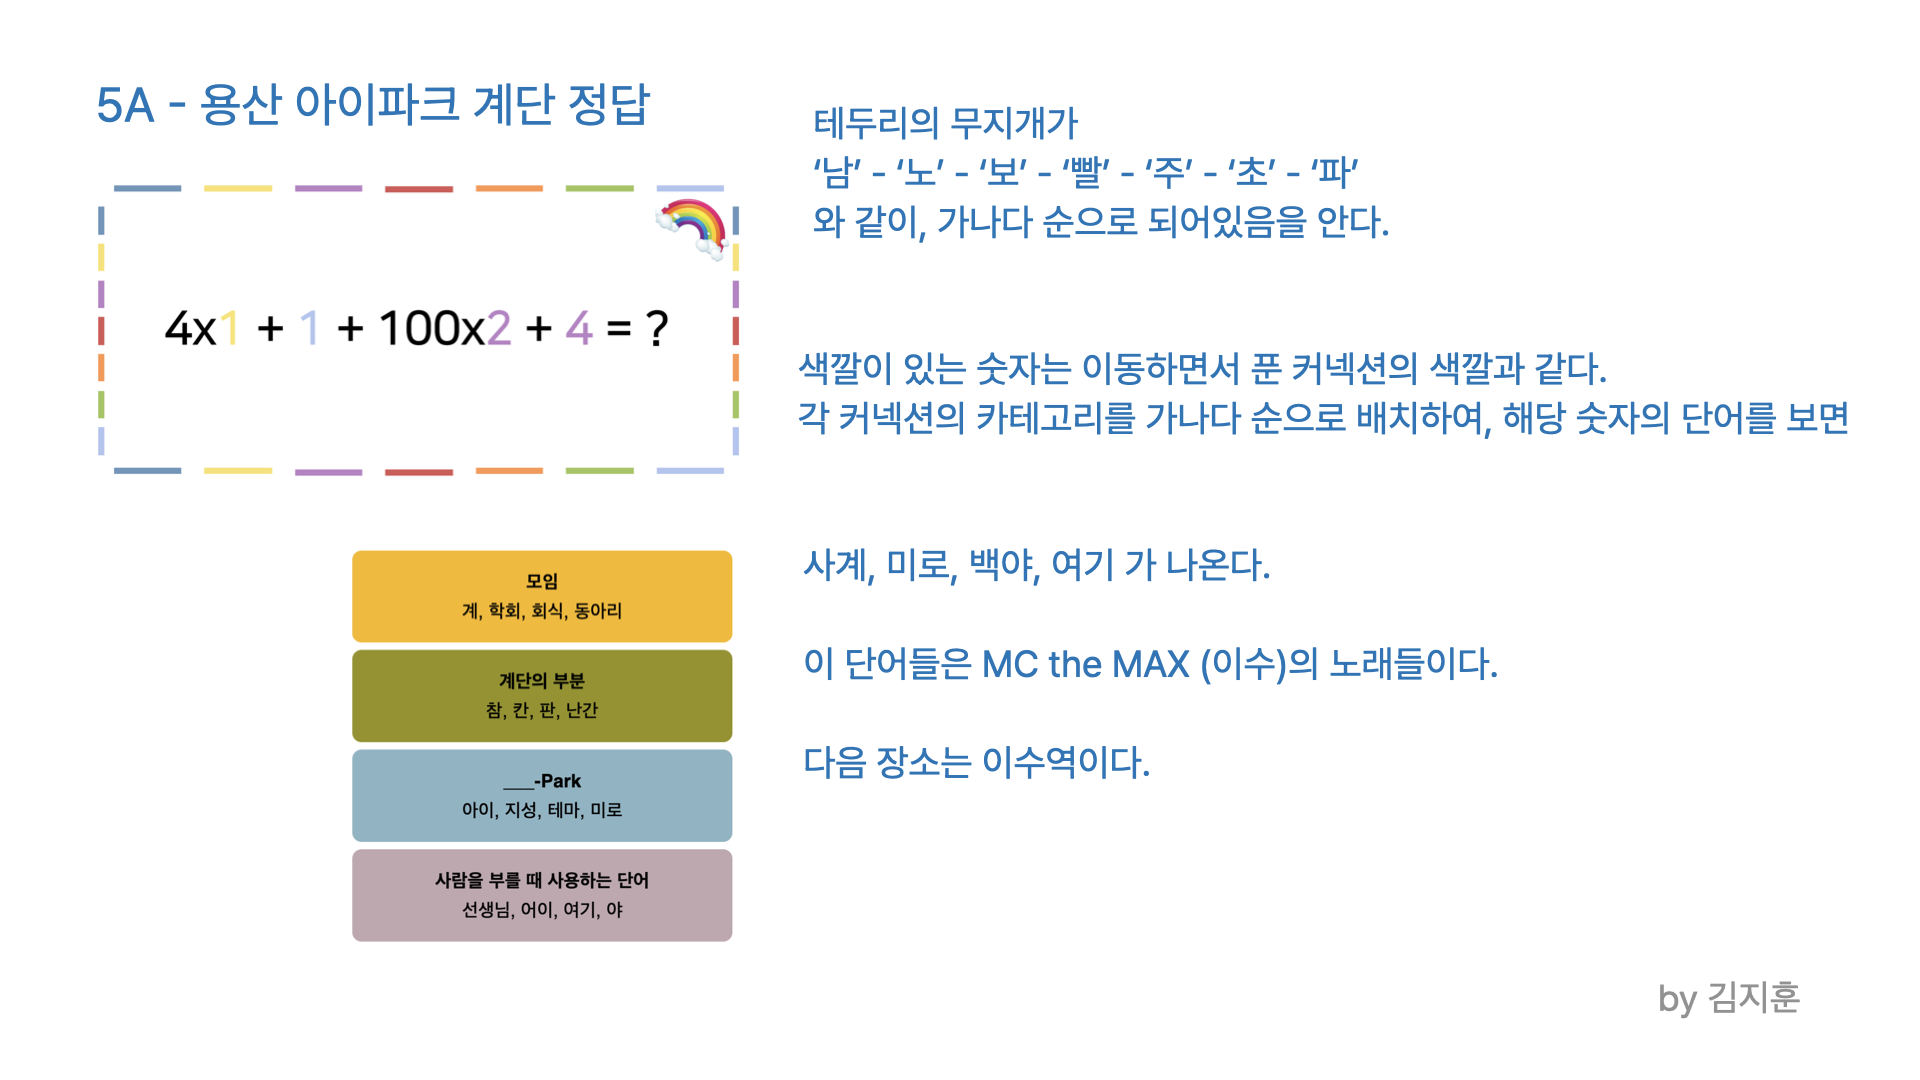 5A - 용산 아이파크 계단 정답
4x1 + 1 + 100x2 + 4 = ?
모임
계, 학회, 회식, 동아리
계단의 부분
참, 칸, 판, 난간
___-Park
아이, 지성, 테마, 미로
사람을 부를 때 사용하는 단어
선생님, 어이, 여기, 야
테두리의 무지개가
‘남’ - ‘노’ - ‘보’ - ‘빨’ - ‘주’ - ‘초’ - ‘파’
와 같이, 가나다 순으로 되어있음을 안다.
색깔이 있는 숫자는 이동하면서 푼 커넥션의 색깔과 같다.
각 커넥션의 카테고리를 가나다 순으로 배치하여, 해당 숫자의 단어를 보면
사계, 미로, 백야, 여기 가 나온다.
이 단어들은 MC the MAX (이수)의 노래들이다.
다음 장소는 이수역이다.
by 김지훈